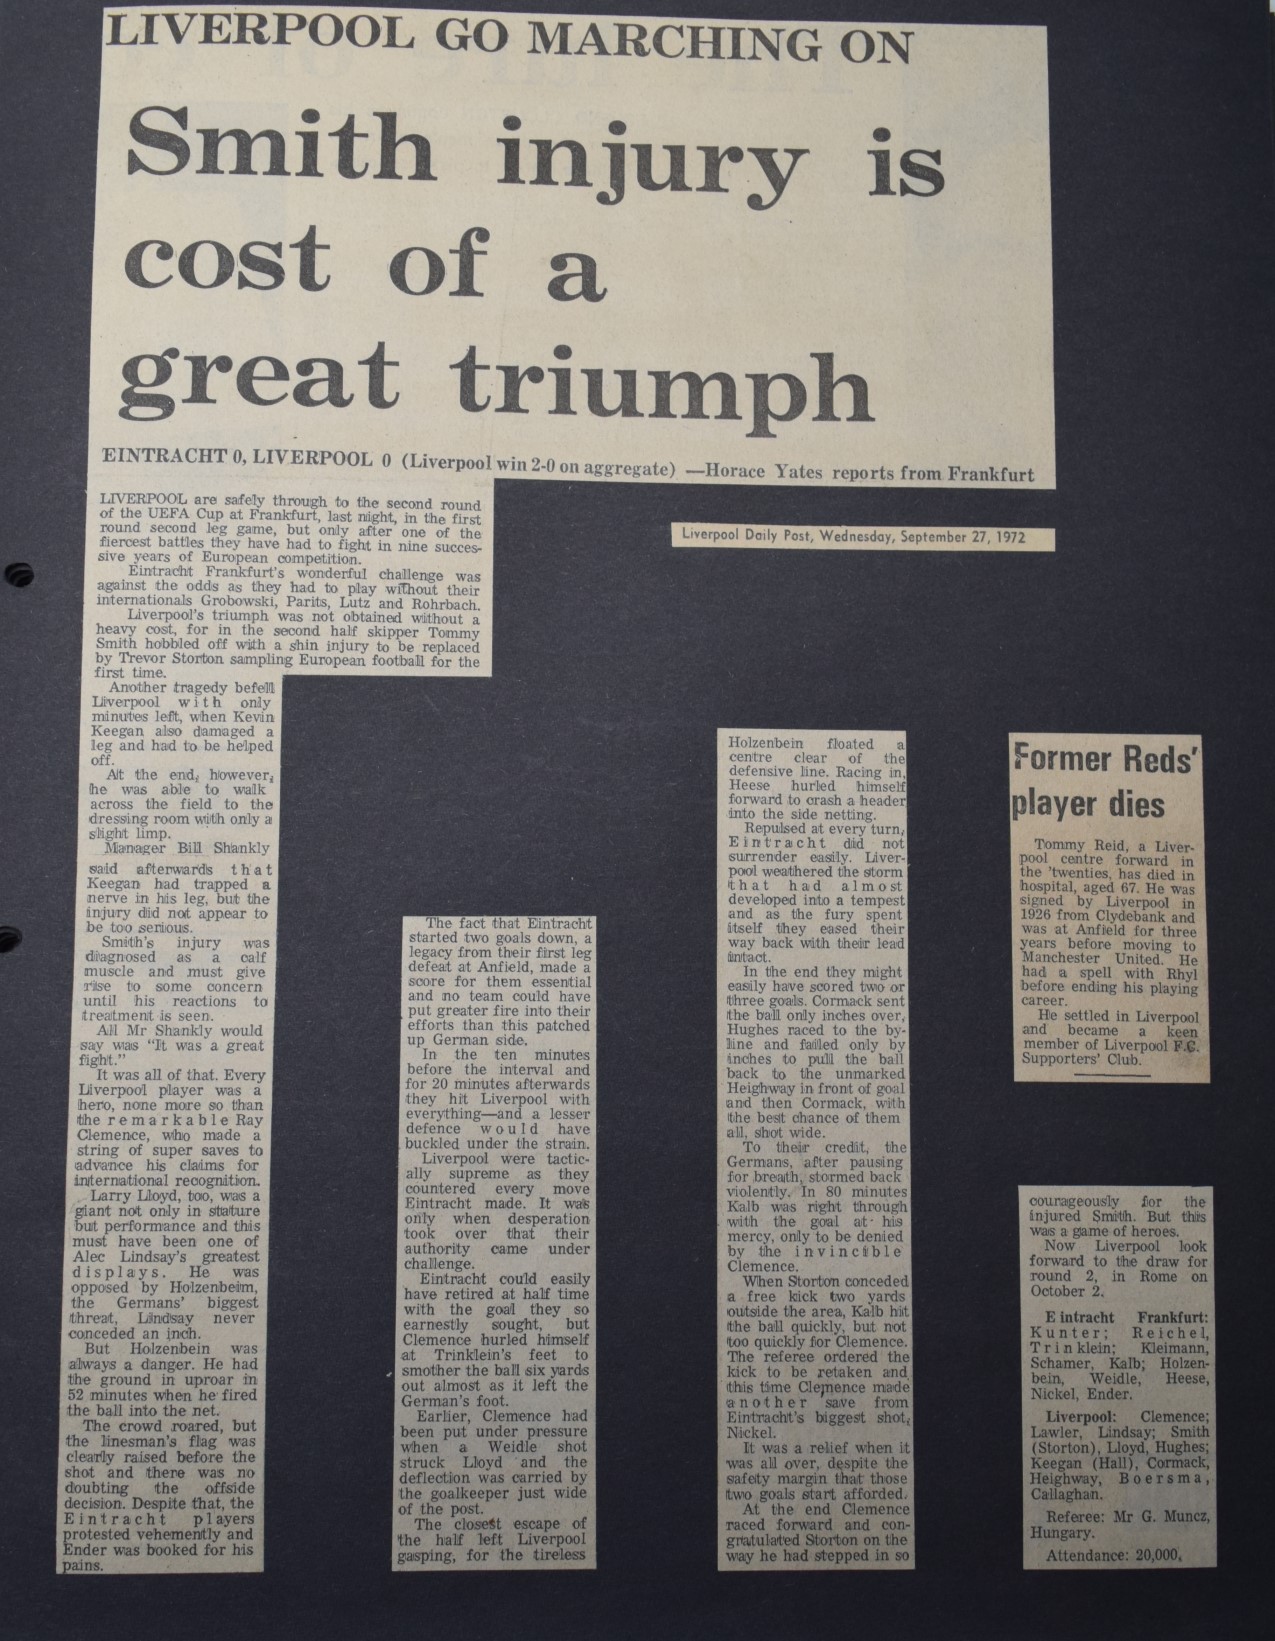 LIVERPOOL GO MARCHING ON
Smith injury is
cost of a
great triumph
EINTRACHT 0, LIVERPOOL 0 (Liverpool win 2-0 on aggregate) —Horace Yates reports from Frankfurt
Liverpool Daily Post, Wednesday, September 27, 1972
LIVERPOOL are safely through to the second round
of the UEFA Cup at Frankfurt, last night, in the first
round second leg game, but only after one of the
fiercest battles they have had to fight in nine succes-
sive years of European competition.
Eintracht Frankfurt's wonderful challenge was
against the odds as they had to play without their
internationals Grobowski, Parits, Lutz and Rohrbach.
Liverpool's triumph was not obtained without a
heavy cost, for in the second half skipper Tommy
Smith hobbled off with a shin injury to be replaced
by Trevor Storton sampling European football for the
first time.
Another tragedy befell
Liverpool with only
minutes left, when Kevin
Keegan also damaged a
leg and had to be helped
off.
At the end, however,
he was able to walk
across the field to the
dressing room with only a
slight limp.
Manager Bill Shankly
said afterwards that
Keegan had trapped a
nerve in his leg, but the
injury did not appear to
be too serious.
Smith's injury was
diagnosed as a calf
muscle and must give
rise to some concern
until his reactions to
treatment is seen.
All Mr Shankly would
say was "It was a great
fight."
It was all of that. Every
Liverpool player was a
hero, none more so than
the remarkable Ray
Clemence, who made a
string of super saves to
advance his claims for
international recognition.
Larry Lloyd, too, was a
giant not only in stature
but performance and this
must have been one of
Alec Lindsay's greatest
displays. He was
opposed by Holzenbeim,
the Germans' biggest
threat, Lindsay never
conceded an inch.
But Holzenbein was
always a danger. He had
the ground in uproar in
52 minutes when he fired
the ball into the net.
The crowd roared, but
the linesman's flag was
clearly raised before the
shot and there was no
doubting the offside
decision. Despite that, the
Eintracht players
protested vehemently and
Ender was booked for his
pains.
The fact that Eintracht
started two goals down, a
legacy from their first leg
defeat at Anfield, made a
score for them essential
and no team could have
put greater fire into their
efforts than this patched
up German side.
In the ten minutes
before the interval and
for 20 minutes afterwards
they hit Liverpool with
everything—and a lesser
defence would have
buckled under the strain.
Liverpool were tactic-
ally supreme as they
countered every move
Eintracht made. It was
only when desperation
took over that their
authority came under
challenge.
Eintracht could easily
have retired at half time
with the goal they so
earnestly sought, but
Clemence hurled himself
at Trinklein's feet to
smother the ball six yards
out almost as it left the
German's foot.
Earlier, Clemence had
been put under pressure
when a Weidle shot
struck Lloyd and the
deflection was carried by
the goalkeeper just wide
of the post.
The closest escape of
the half left Liverpool
gasping, for the tireless
Holzenbein floated a
centre clear of the
defensive line. Racing in,
Heese hurled himself
forward to crash a header
into the side netting.
Repulsed at every turn,
Eintracht did not
surrender easily. Liver-
pool weathered the storm
that had almost
developed into a tempest
and as the fury spent
itself they eased their
way back with their lead
intact.
In the end they might
easily have scored two or
three goals. Cormack sent
the ball only inches over,
Hughes raced to the by-
line and failed only by
inches to pull the ball
back to the unmarked
Heighway in front of goal
and then Cormack, with
the best chance of them
all, shot wide.
To their credit, the
Germans, after pausing
for breath, stormed back
violently. In 80 minutes
Kalb was right through
with the goal at his
mercy, only to be denied
by the invincible
Clemence.
When Storton conceded
a free kick two yards
outside the area, Kalb hit
the ball quickly, but not
too quickly for Clemence.
The referee ordered the
kick to be retaken and
this time Clemence made
another save from
Eintracht's biggest shot,
Nickel.
It was a relief when it
was all over, despite the
safety margin that those
two goals start afforded.
At the end Clemence
raced forward and con-
gratulated Storton on the
way he had stepped in so
courageously for the
injured Smith. But this
was a game of heroes.
Now Liverpool look
forward to the draw for
round 2, in Rome on
October 2.
Eintracht Frankfurt:
Kunter; Reichel,
Trinklein; Kleimann,
Schamer, Kalb; Holzen-
bein, Weidle, Heese,
Nickel, Ender.
Liverpool: Clemence;
Lawler, Lindsay; Smith
(Storton), Lloyd, Hughes;
Keegan (Hall), Cormack,
Heighway, Boersma,
Callaghan.
Referee: Mr G. Muncz,
Hungary.
Attendance: 20,000.
Former Reds'
player dies
Tommy Reid, a Liver-
pool centre forward in
the 'twenties, has died in
hospital, aged 67. He was
signed by Liverpool in
1926 from Clydebank and
was at Anfield for three
years before moving to
Manchester United. He
had a spell with Rhyl
before ending his playing
career.
He settled in Liverpool
and became a keen
member of Liverpool F.C.
Supporters' Club.